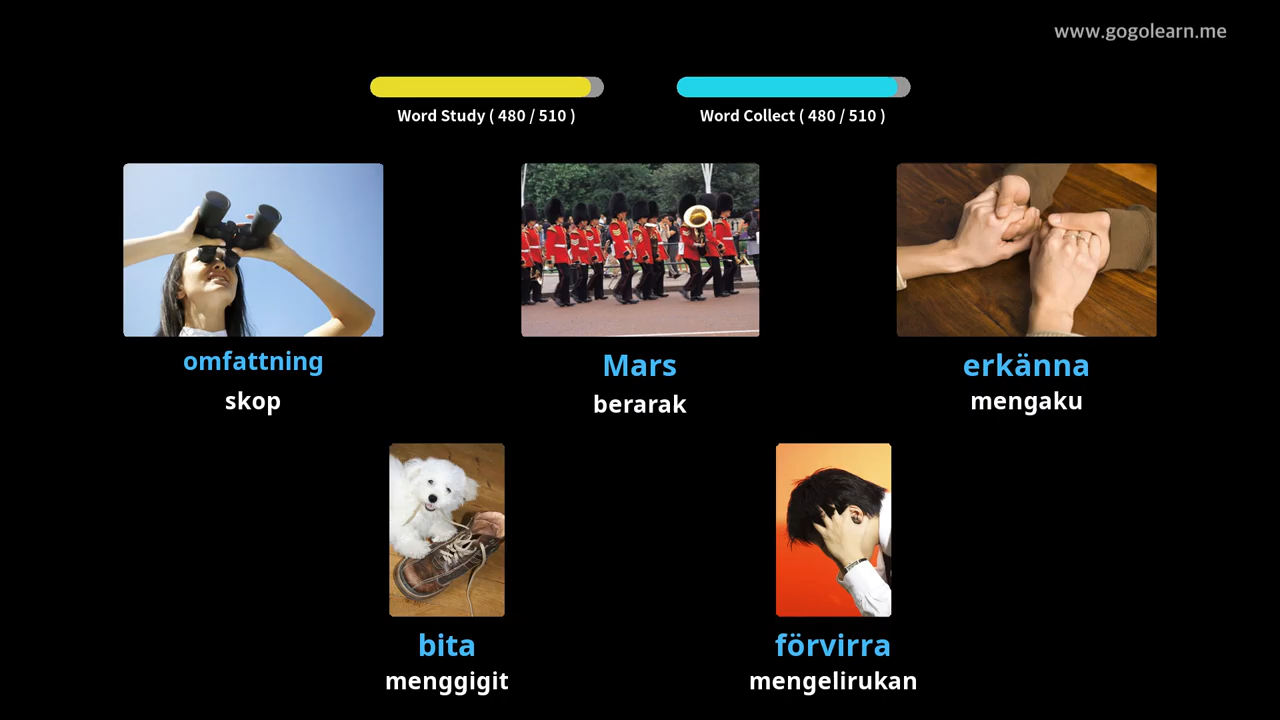 www.gogolearn.me
Word Study ( 480 / 510 )
Word Collect ( 480 / 510 )
omfattning
skop
Mars
berarak
erkänna
mengaku
bita
menggigit
förvirra
mengelirukan